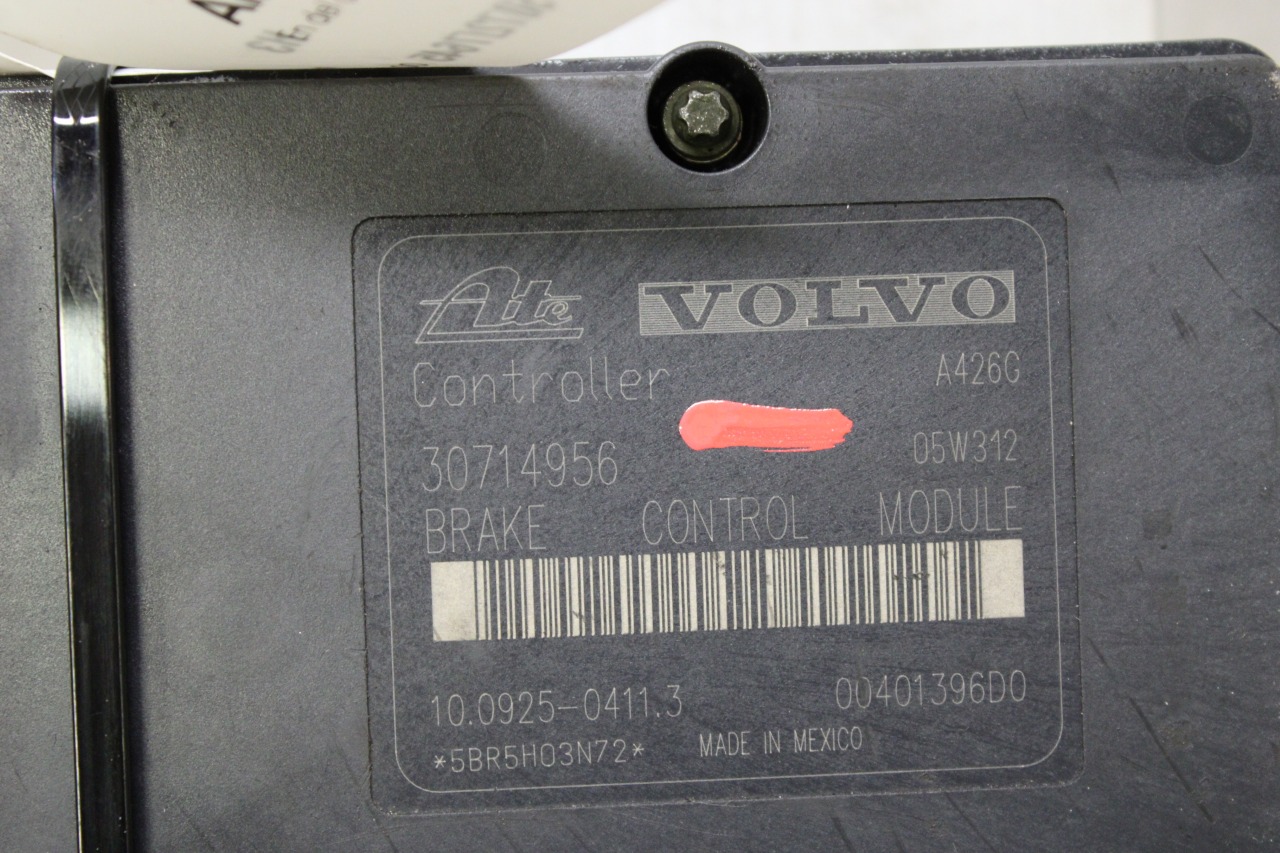 Ate VOLVO
Controller A426G
30714956 05W312
BRAKE CONTROL MODULE
10.0925-0411.3 00401396D0
*5BR5H03N72* MADE IN MEXICO